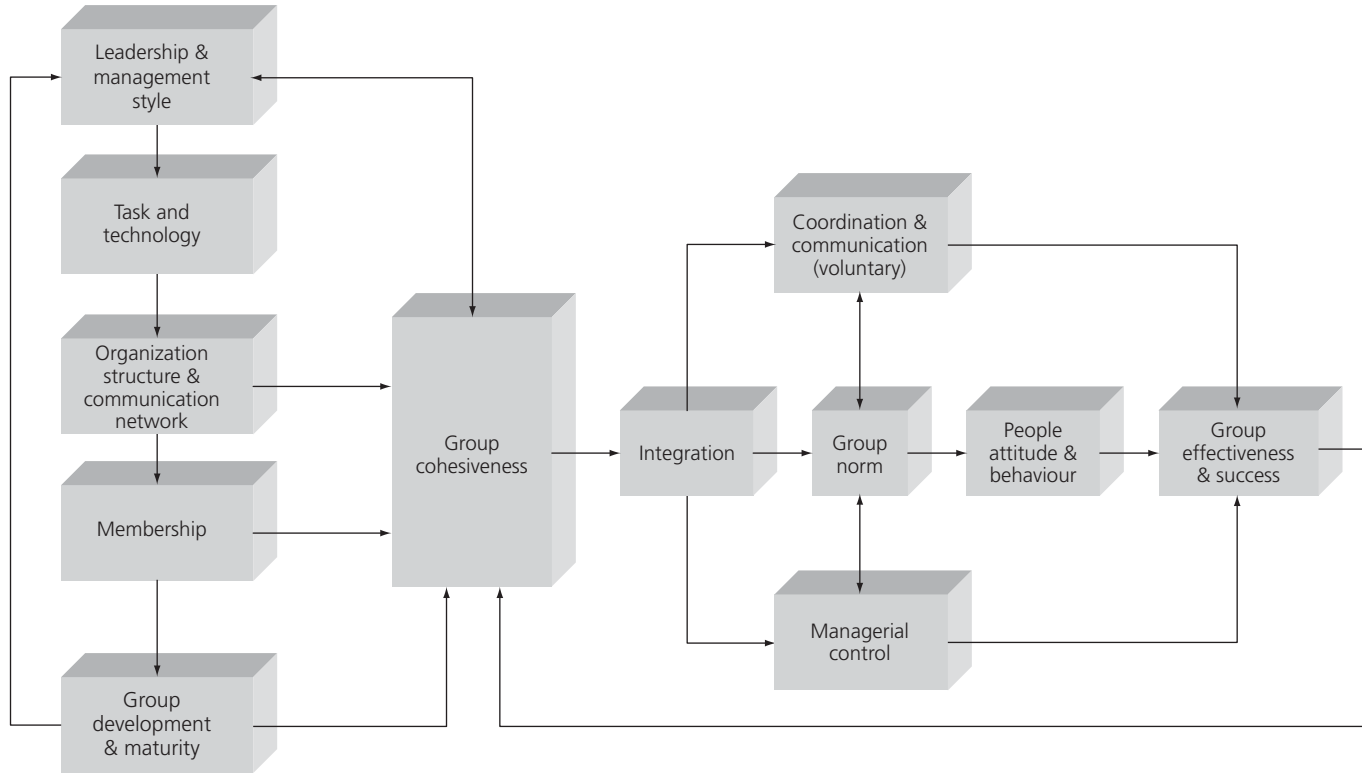 Leadership &
management
style
Task and
technology
Organization
structure &
communication
network
Membership
Group
development
& maturity
Group
cohesiveness
Integration
Coordination &
communication
(voluntary)
Group
norm
Managerial
control
People
attitude &
behaviour
Group
effectiveness
& success